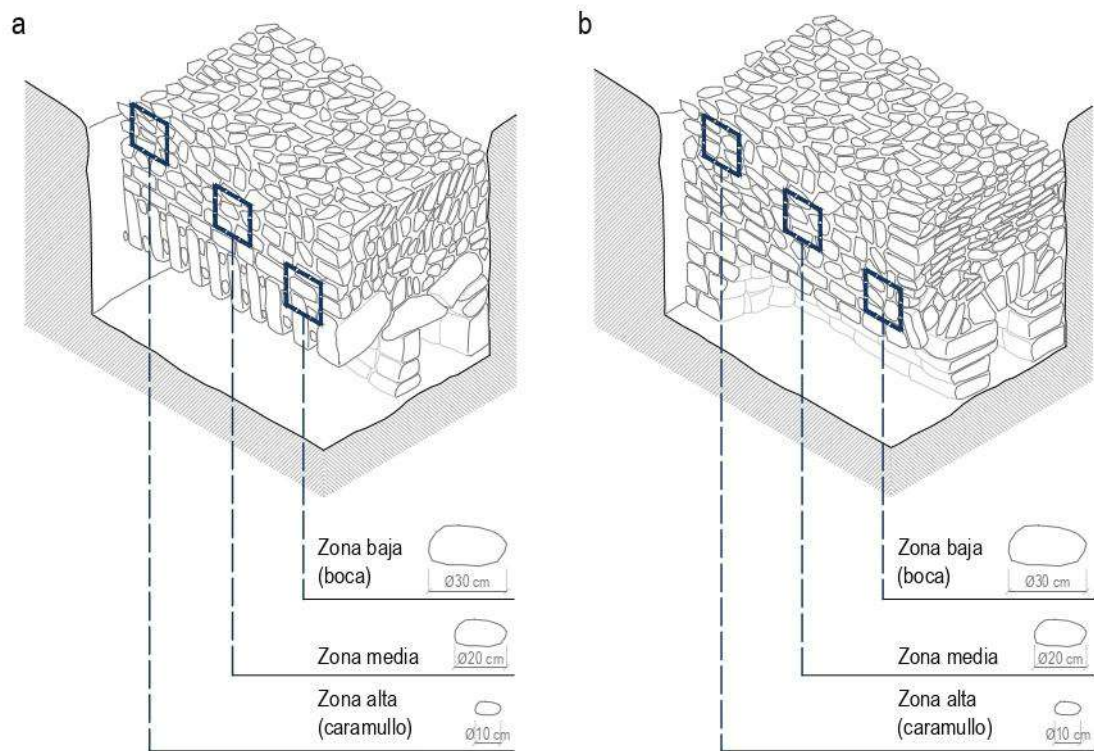 a
b
Zona baja
(boca)
Ø30 cm
Zona media
Ø20 cm
Zona alta
(caramullo)
Ø10 cm
Zona baja
(boca)
Ø30 cm
Zona media
Ø20 cm
Zona alta
(caramullo)
Ø10 cm